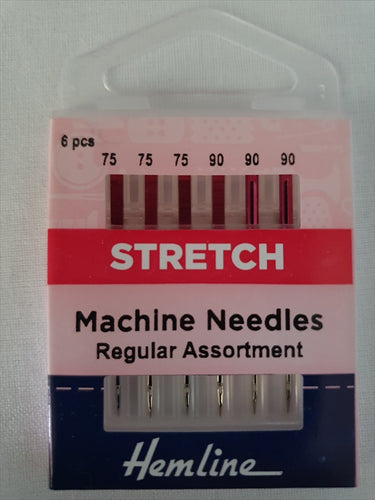 6 pcs
75 75 75 90 90 90
STRETCH
Machine Needles
Regular Assortment
Hemline